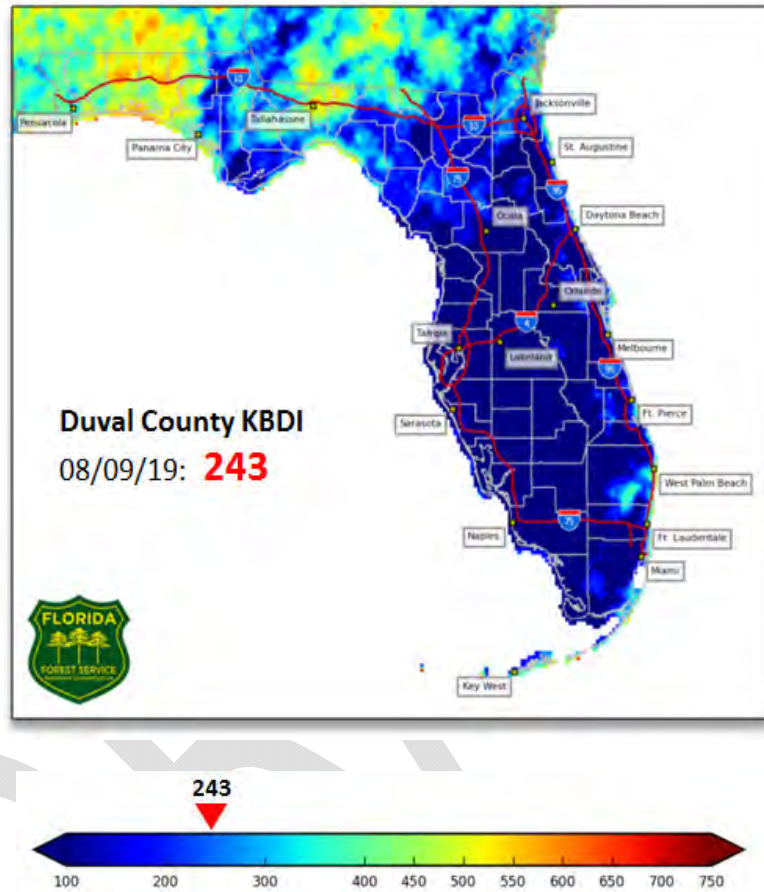 10
Jacksonville
Pensacola
Tallahassee
10
Panama City
St. Augustine
75
95
Ocala
Daytona Beach
Orlando
4
Tampa
Lakeland
Melbourne
95
Duval County KBDI
Sarasota
Ft. Pierce
08/09/19: 243
West Palm Beach
75
Naples
Ft. Lauderdale
Miami
FLORIDA
FOREST SERVICE
Key West
243
100 200 300 400 450 500 550 600 650 700 750